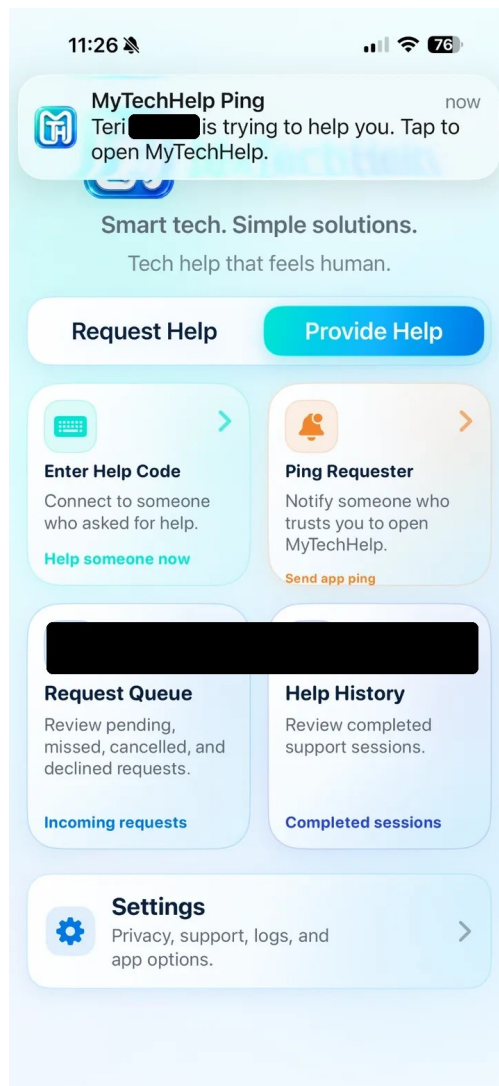 11:26
76
MyTechHelp Ping
now
Teri is trying to help you. Tap to
open MyTechHelp.
Smart tech. Simple solutions.
Tech help that feels human.
Request Help
Provide Help
Enter Help Code
Connect to someone
who asked for help.
Help someone now
Ping Requester
Notify someone who
trusts you to open
MyTechHelp.
Send app ping
Request Queue
Review pending,
missed, cancelled, and
declined requests.
Incoming requests
Help History
Review completed
support sessions.
Completed sessions
Settings
Privacy, support, logs, and
app options.